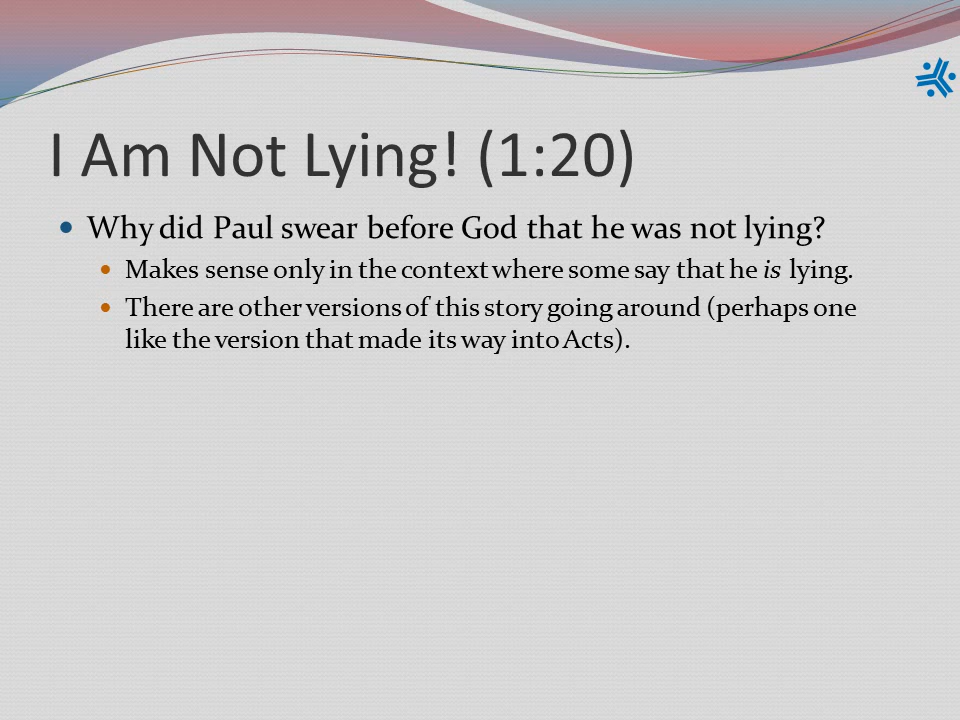 I Am Not Lying! (1:20)
Why did Paul swear before God that he was not lying?
Makes sense only in the context where some say that he is lying.
There are other versions of this story going around (perhaps one
like the version that made its way into Acts).